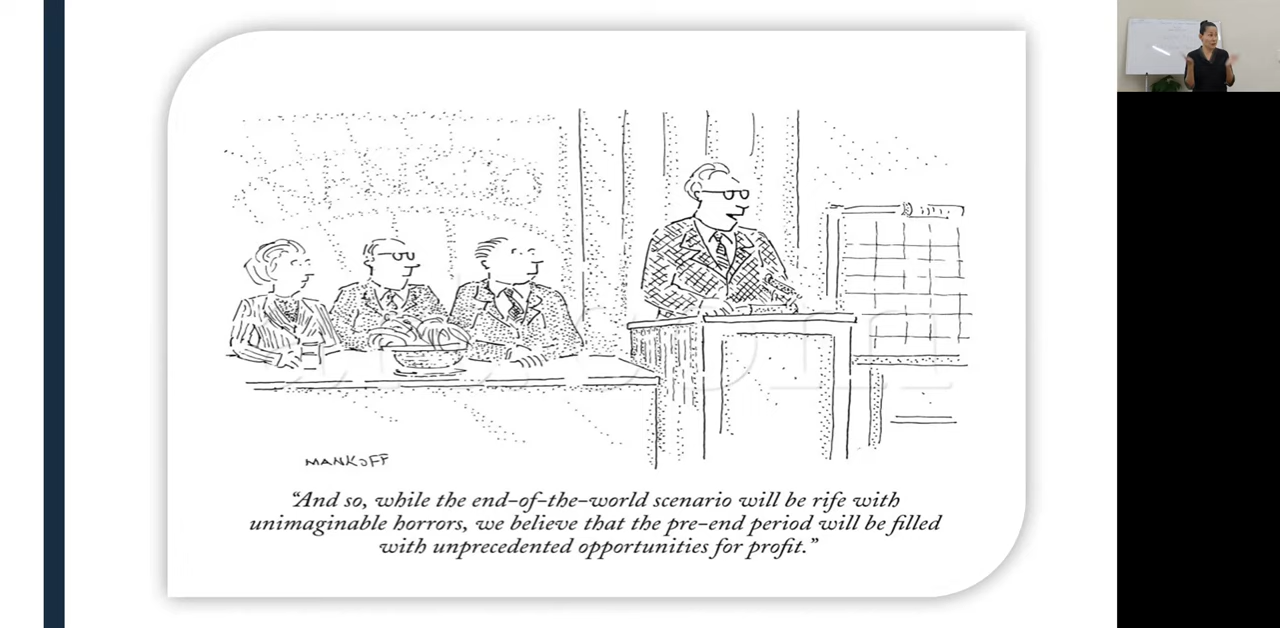 MANKOFF
“And so, while the end-of-the-world scenario will be rife with
unimaginable horrors, we believe that the pre-end period will be filled
with unprecedented opportunities for profit.”